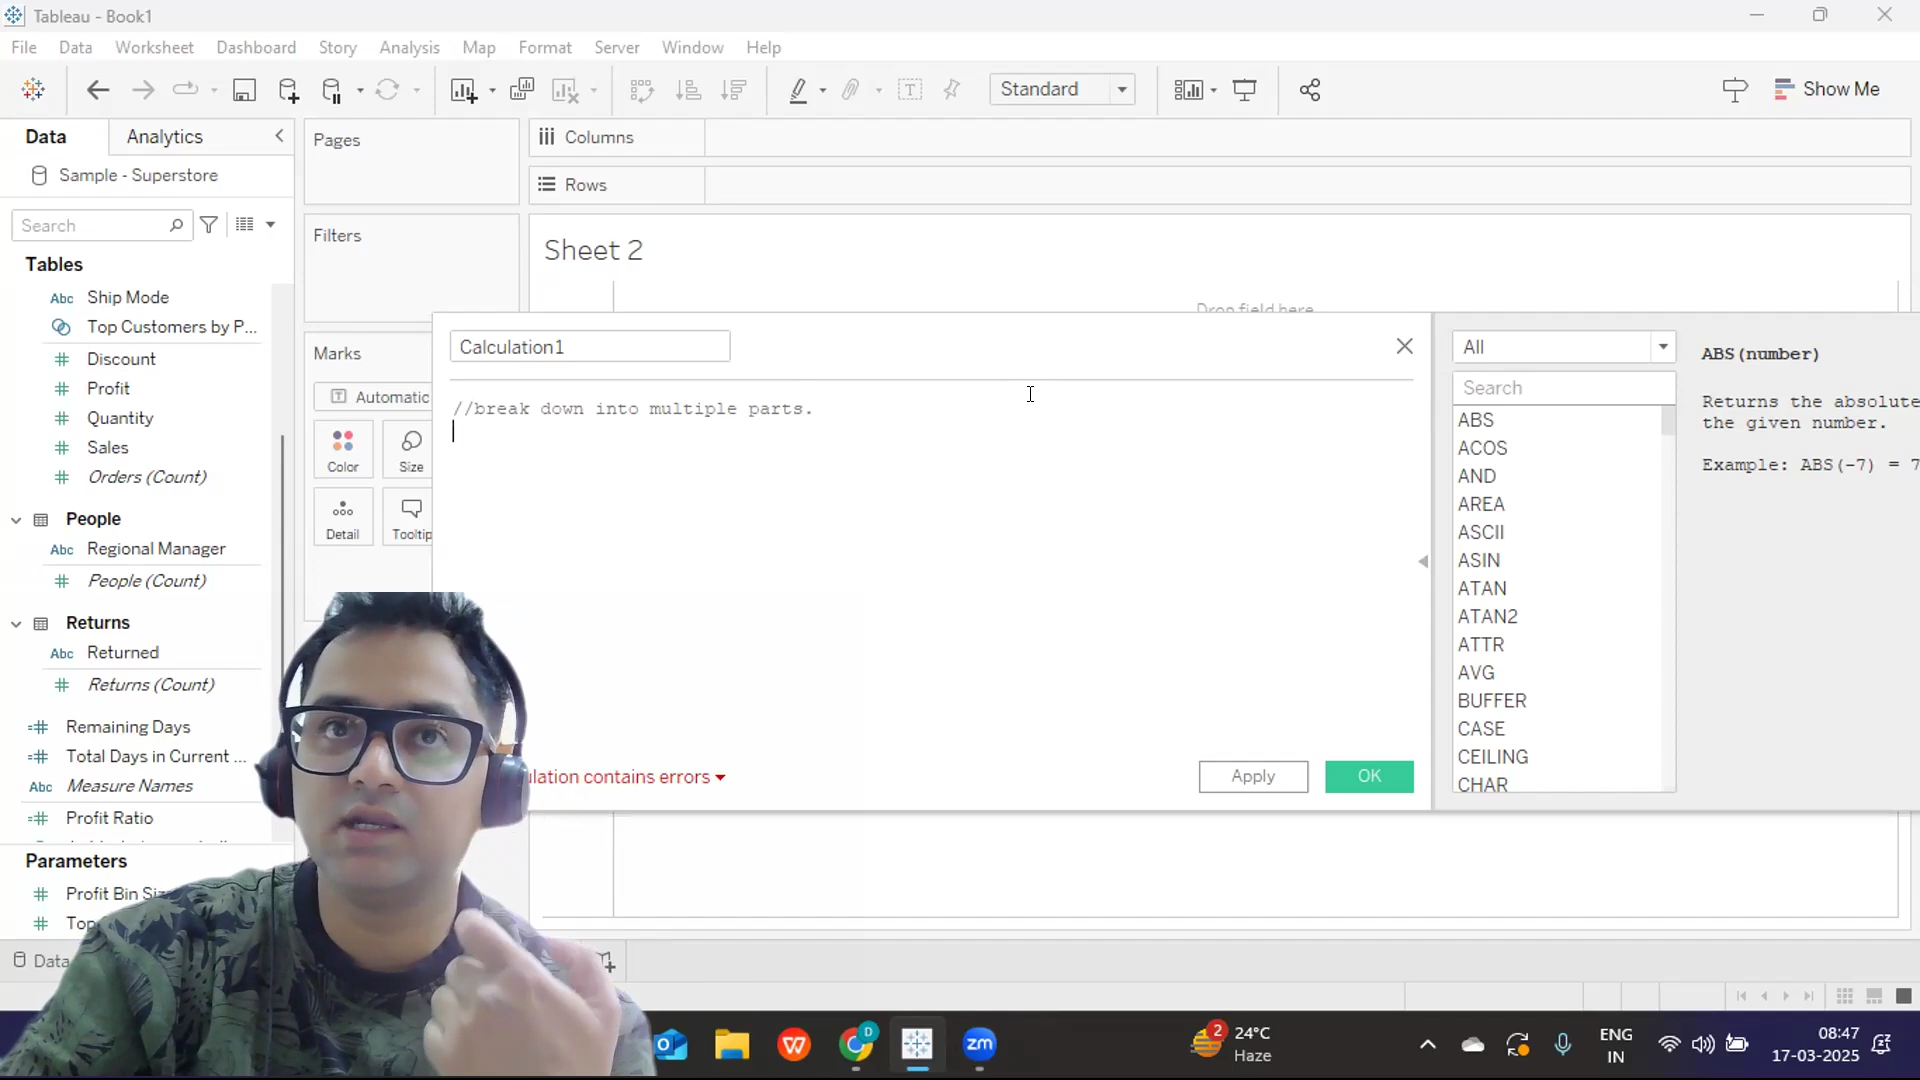 Tableau - Book1
File Data Worksheet Dashboard Story Analysis Map Format Server Window Help
Standard
Show Me
Data
Analytics
Sample - Superstore
Search
Tables
Abc Ship Mode
Top Customers by P...
Discount
Profit
Quantity
Sales
Orders (Count)
People
Abc Regional Manager
People (Count)
Returns
Abc Returned
Returns (Count)
Remaining Days
Total Days in Current ...
Abc Measure Names
Profit Ratio
Parameters
Profit Bin
Data
Pages
Filters
Marks
Automatic
Color
Size
Detail
Tooltip
Columns
Rows
Sheet 2
Drop field here
Calculation1
//break down into multiple parts.
contains errors
Apply
OK
All
Search
ABS
ACOS
AND
AREA
ASCII
ASIN
ATAN
ATAN2
ATTR
AVG
BUFFER
CASE
CEILING
CHAR
ABS(number)
Returns the absolute
the given number.
Example: ABS(-7) = 7
2
24°C
Haze
ENG
IN
08:47
17-03-2025